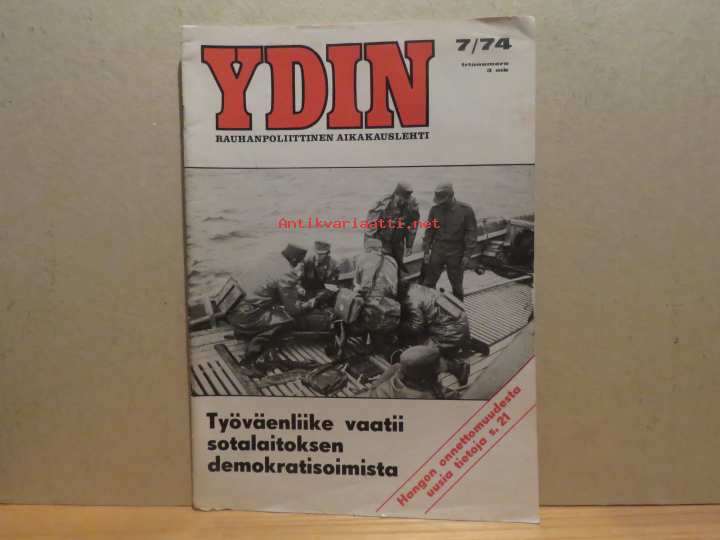 7/74
irtonumero
3 mk
YDIN
RAUHANPOLIITTINEN AIKAKAUSLEHTI
Antikvariaatti.net
Työväenliike vaatii
sotalaitoksen
demokratisoimista
Hangon onnettomuudesta
uusia tietoja s. 21